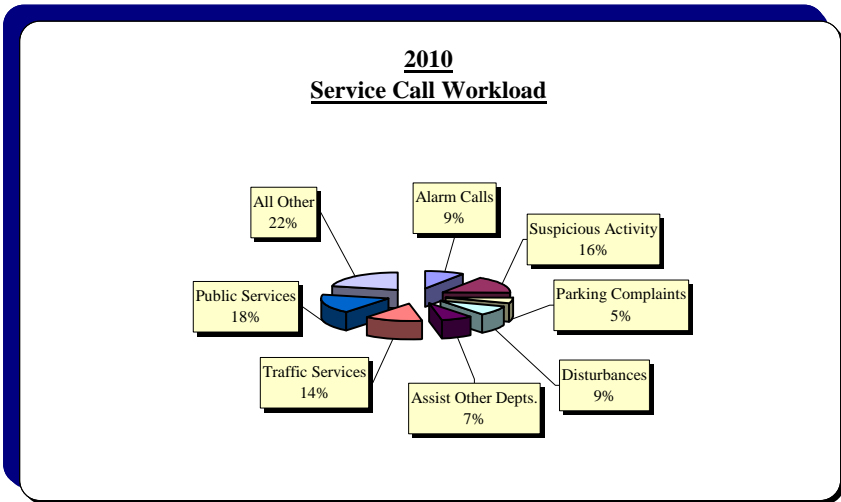 2010
Service Call Workload
All Other
22%
Alarm Calls
9%
Suspicious Activity
16%
Public Services
18%
Parking Complaints
5%
Traffic Services
14%
Assist Other Depts.
7%
Disturbances
9%